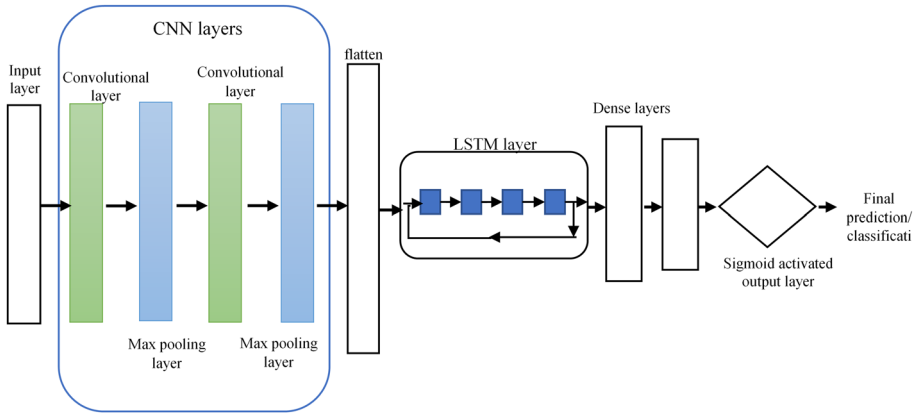 CNN layers
Input
layer
Convolutional
layer
Convolutional
layer
Max pooling
layer
Max pooling
layer
flatten
LSTM layer
Dense layers
Sigmoid activated
output layer
Final
prediction/
classificati